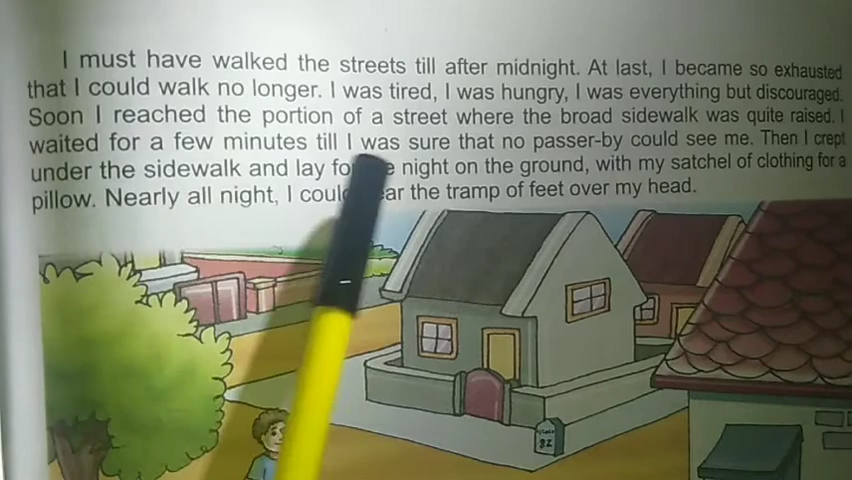 I must have walked the streets till after midnight. At last, I became so exhausted
that I could walk no longer. I was tired, I was hungry, I was everything but discouraged.
Soon I reached the portion of a street where the broad sidewalk was quite raised. I
waited for a few minutes till I was sure that no passer-by could see me. Then I crept
under the sidewalk and lay for night on the ground, with my satchel of clothing for a
pillow. Nearly all night, I could the tramp of feet over my head.
82